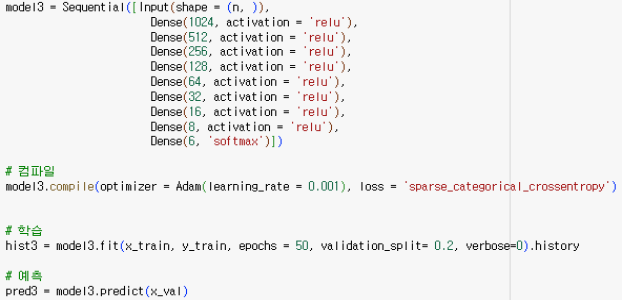 model3 = Sequential([Input(shape = (n, )),
Dense(1024, activation = 'relu'),
Dense(512, activation = 'relu'),
Dense(256, activation = 'relu'),
Dense(128, activation = 'relu'),
Dense(64, activation = 'relu'),
Dense(32, activation = 'relu'),
Dense(16, activation = 'relu'),
Dense(8, activation = 'relu'),
Dense(6, 'softmax')])
# 컴파일
model3.compile(optimizer = Adam(learning_rate = 0.001), loss = 'sparse_categorical_crossentropy')
# 학습
hist3 = model3.fit(x_train, y_train, epochs = 50, validation_split= 0.2, verbose=0).history
# 예측
pred3 = model3.predict(x_val)